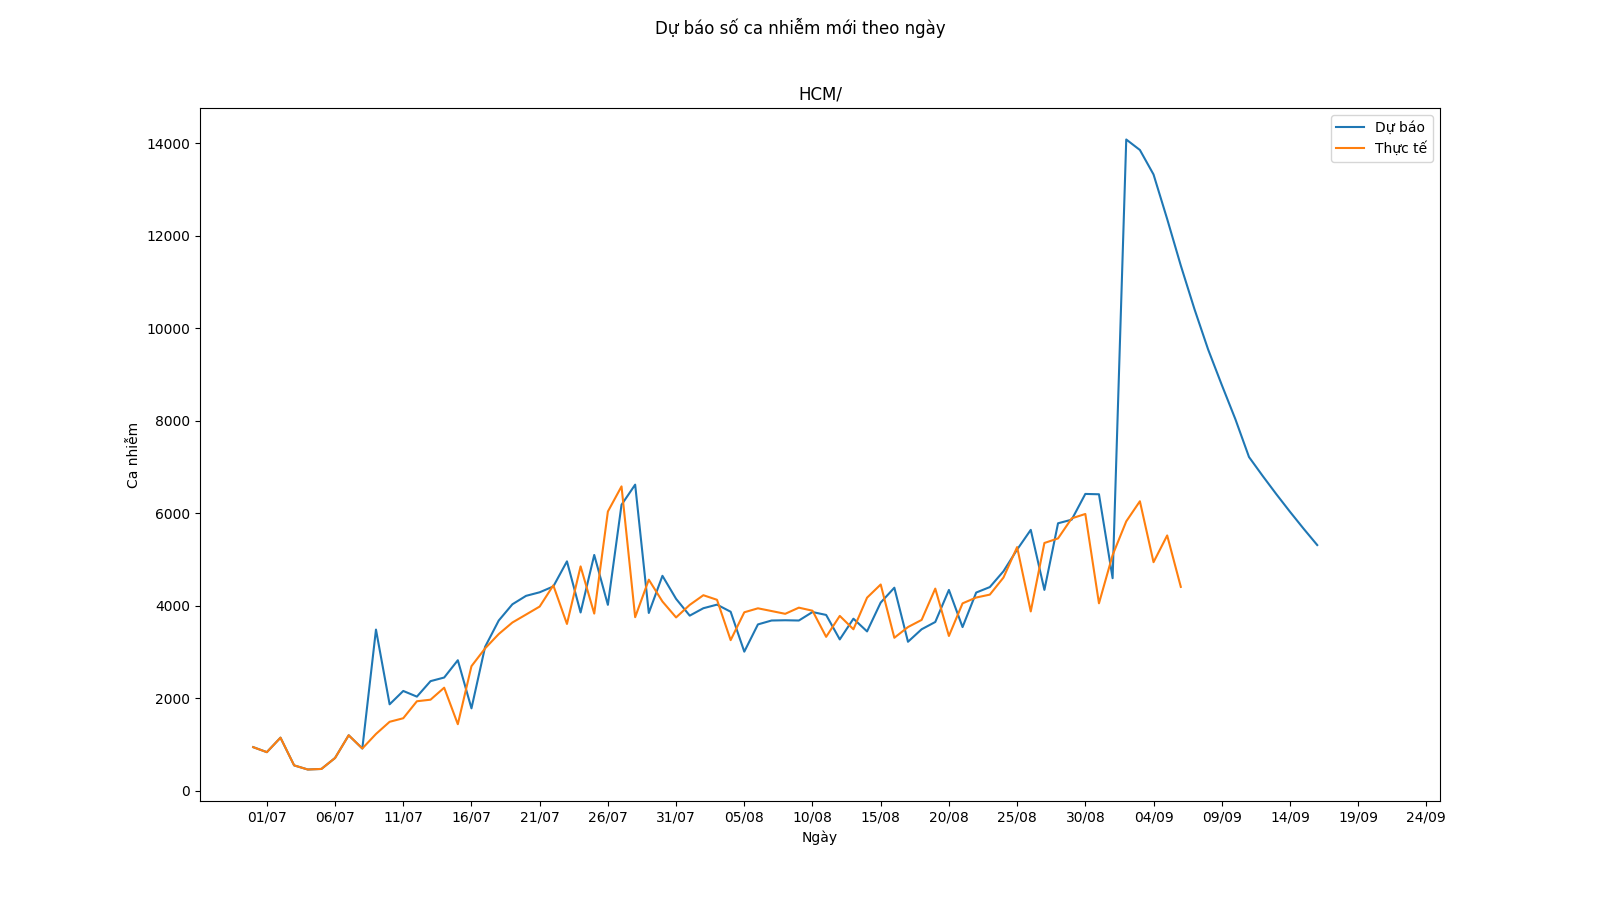 Dự báo số ca nhiễm mới theo ngày
HCM/
Dự báo
Thực tế
14000
12000
10000
8000
6000
4000
2000
0
Ca nhiễm
01/07 06/07 11/07 16/07 21/07 26/07 31/07 05/08 10/08 15/08 20/08 25/08 30/08 04/09 09/09 14/09 19/09 24/09
Ngày